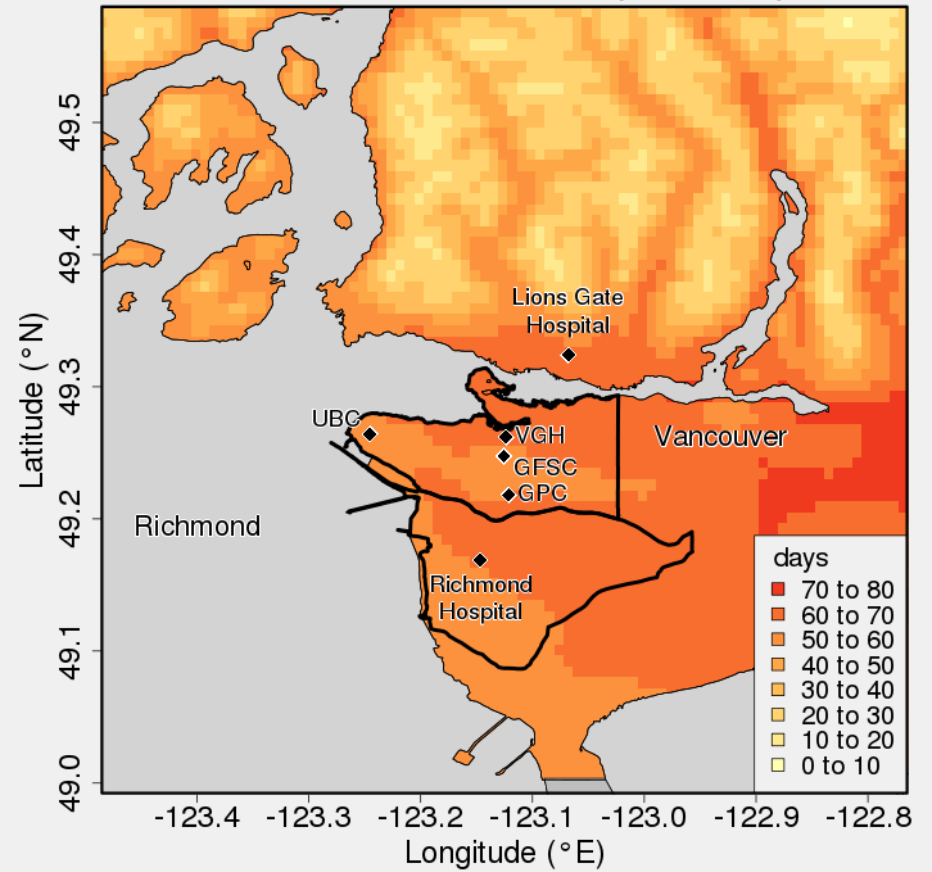 49.5
49.4
49.3
49.2
49.1
49.0
Latitude (°N)
Lions Gate
Hospital
UBC
VGH
Vancouver
GFSC
GPC
Richmond
Richmond
Hospital
days
70 to 80
60 to 70
50 to 60
40 to 50
30 to 40
20 to 30
10 to 20
0 to 10
-123.4 -123.3 -123.2 -123.1 -123.0 -122.9 -122.8
Longitude (°E)